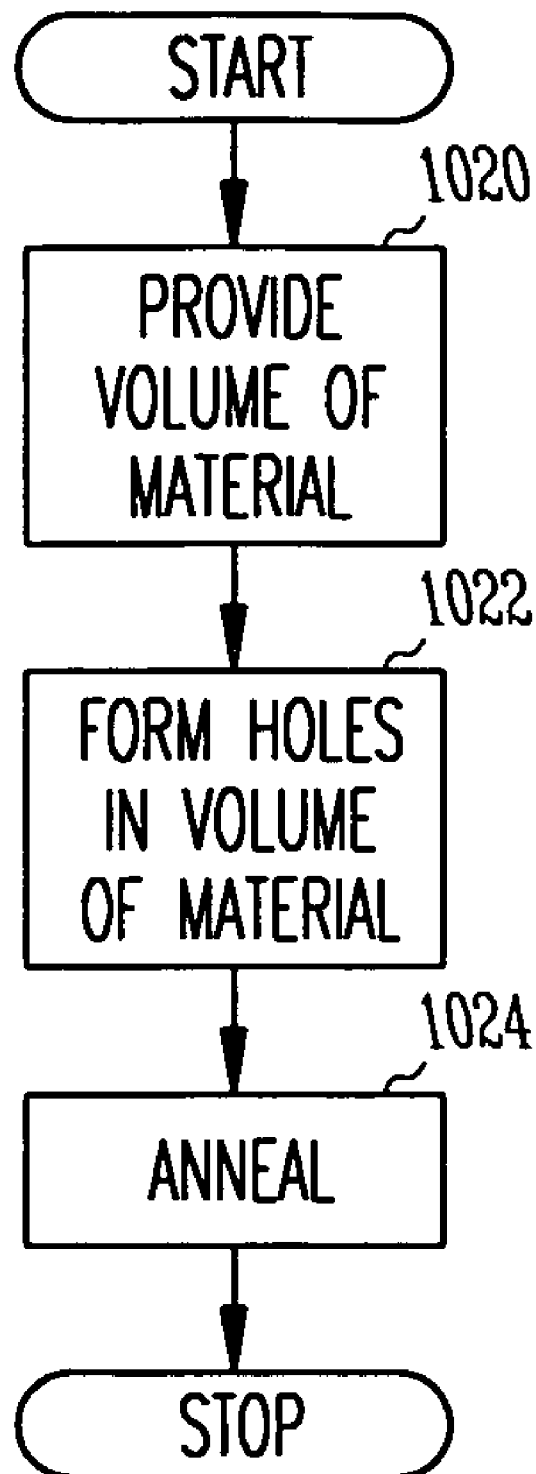 START
1020
PROVIDE
VOLUME OF
MATERIAL
1022
FORM HOLES
IN VOLUME
OF MATERIAL
1024
ANNEAL
STOP